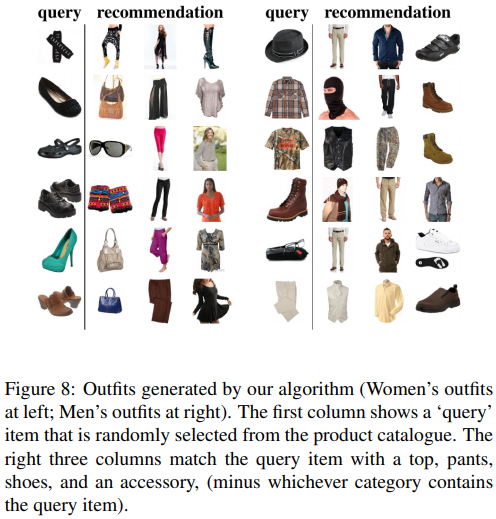 query recommendation query recommendation
Figure 8: Outfits generated by our algorithm (Women's outfits
at left; Men's outfits at right). The first column shows a 'query'
item that is randomly selected from the product catalogue. The
right three columns match the query item with a top, pants,
shoes, and an accessory, (minus whichever category contains
the query item).